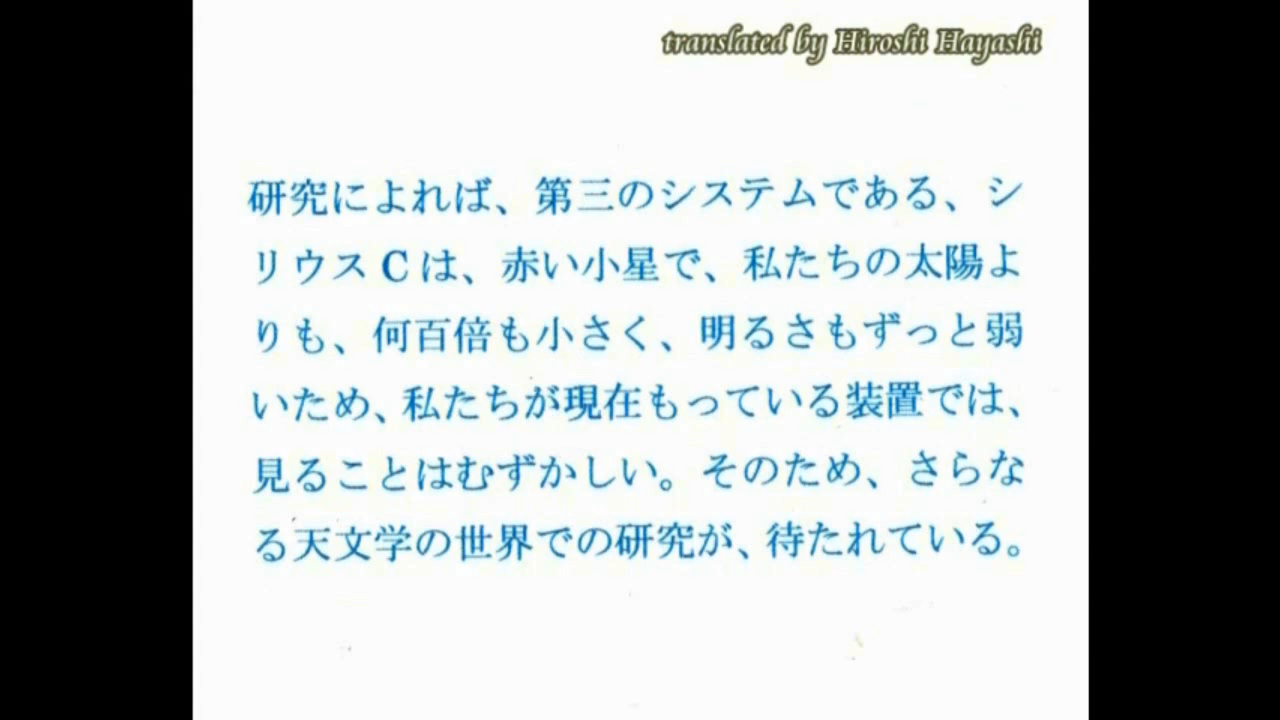 translated by Hiroshi Hayashi
研究によれば、第三のシステムである、シ
リウスCは、赤い小星で、私たちの太陽よ
りも、何百倍も小さく、明るさもずっと弱
いため、私たちが現在もっている装置では、
見ることはむずかしい。そのため、さらな
る天文学の世界での研究が、待たれている。